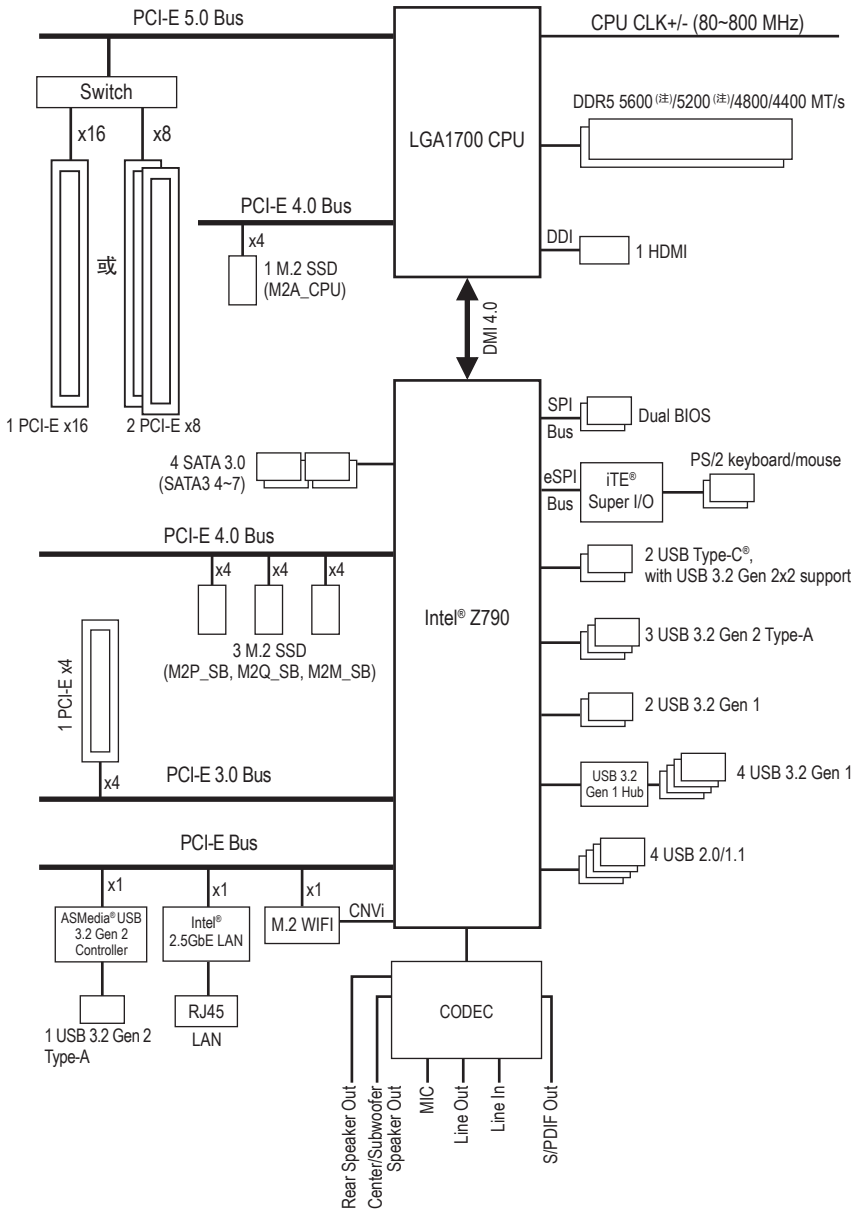 PCI-E 5.0 Bus
CPU CLK+/- (80~800 MHz)
Switch
x16
x8
LGA1700 CPU
DDR5 5600 (注)/5200 (注)/4800/4400 MT/s
PCI-E 4.0 Bus
x4
或
1 M.2 SSD
(M2A_CPU)
DDI
1 HDMI
DMI 4.0
1 PCI-E x16
2 PCI-E x8
SPI
Bus
Dual BIOS
4 SATA 3.0
(SATA3 4~7)
eSPI
Bus
iTE®
Super I/O
PS/2 keyboard/mouse
PCI-E 4.0 Bus
x4
x4
x4
3 M.2 SSD
(M2P_SB, M2Q_SB, M2M_SB)
Intel® Z790
2 USB Type-C®,
with USB 3.2 Gen 2x2 support
3 USB 3.2 Gen 2 Type-A
1 PCI-E x4
x4
2 USB 3.2 Gen 1
PCI-E 3.0 Bus
USB 3.2
Gen 1 Hub
4 USB 3.2 Gen 1
PCI-E Bus
4 USB 2.0/1.1
x1
x1
x1
ASMedia® USB
3.2 Gen 2
Controller
Intel®
2.5GbE LAN
M.2 WIFI
CNVi
1 USB 3.2 Gen 2
Type-A
RJ45
LAN
CODEC
Rear Speaker Out
Center/Subwoofer
Speaker Out
MIC
Line Out
Line In
S/PDIF Out